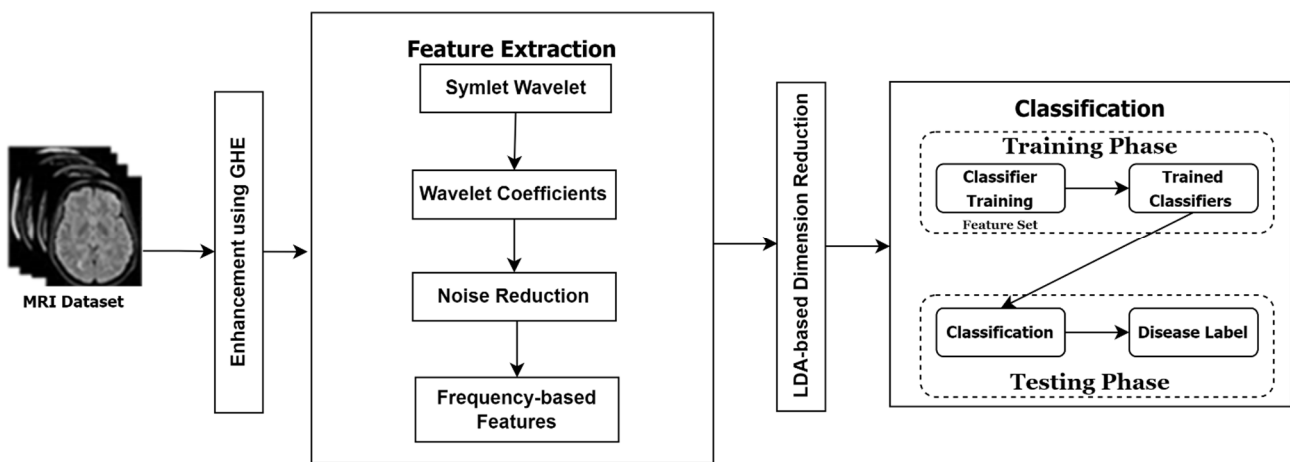 MRI Dataset
Enhancement using GHE
Feature Extraction
Symlet Wavelet
Wavelet Coefficients
Noise Reduction
Frequency-based
Features
LDA-based Dimension Reduction
Classification
Training Phase
Classifier
Training
Feature Set
Trained
Classifiers
Classification
Disease Label
Testing Phase